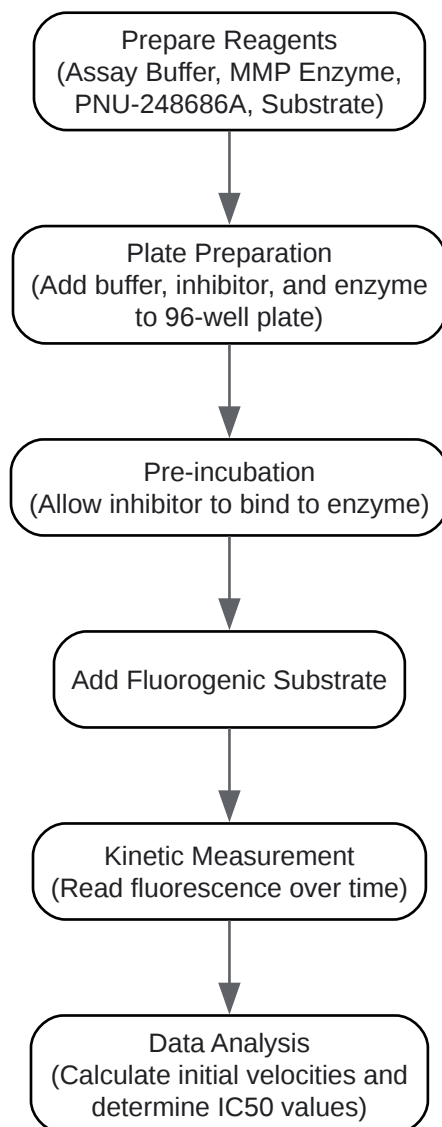 Prepare Reagents
(Assay Buffer, MMP Enzyme,
PNU-248686A, Substrate)
Plate Preparation
(Add buffer, inhibitor, and enzyme
to 96-well plate)
Pre-incubation
(Allow inhibitor to bind to enzyme)
Add Fluorogenic Substrate
Kinetic Measurement
(Read fluorescence over time)
Data Analysis
(Calculate initial velocities and
determine IC50 values)